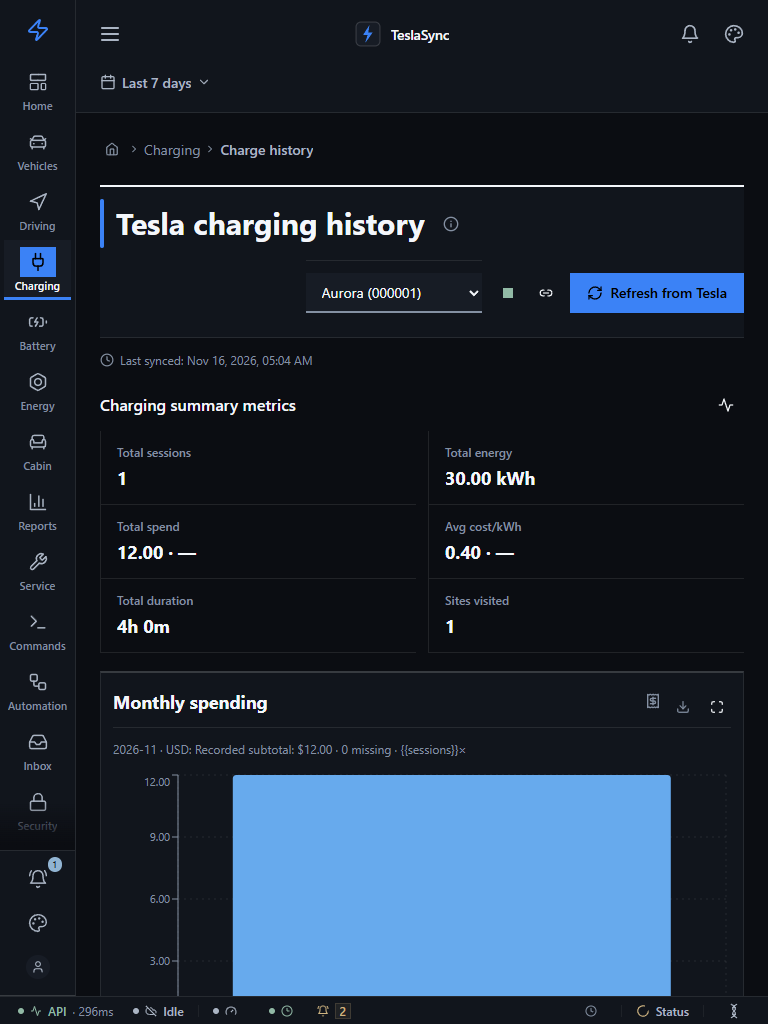 TeslaSync
Last 7 days
Home
Vehicles
Driving
Charging
Battery
Energy
Cabin
Reports
Service
Commands
Automation
Inbox
Security
1
Charging > Charge history
Tesla charging history
Aurora (000001)
Refresh from Tesla
Last synced: Nov 16, 2026, 05:04 AM
Charging summary metrics
Total sessions
1
Total energy
30.00 kWh
Total spend
12.00 · —
Avg cost/kWh
0.40 · —
Total duration
4h 0m
Sites visited
1
Monthly spending
2026-11 · USD: Recorded subtotal: $12.00 · 0 missing · {{sessions}}×
12.00
9.00
6.00
3.00
API · 296ms
Idle
2
Status